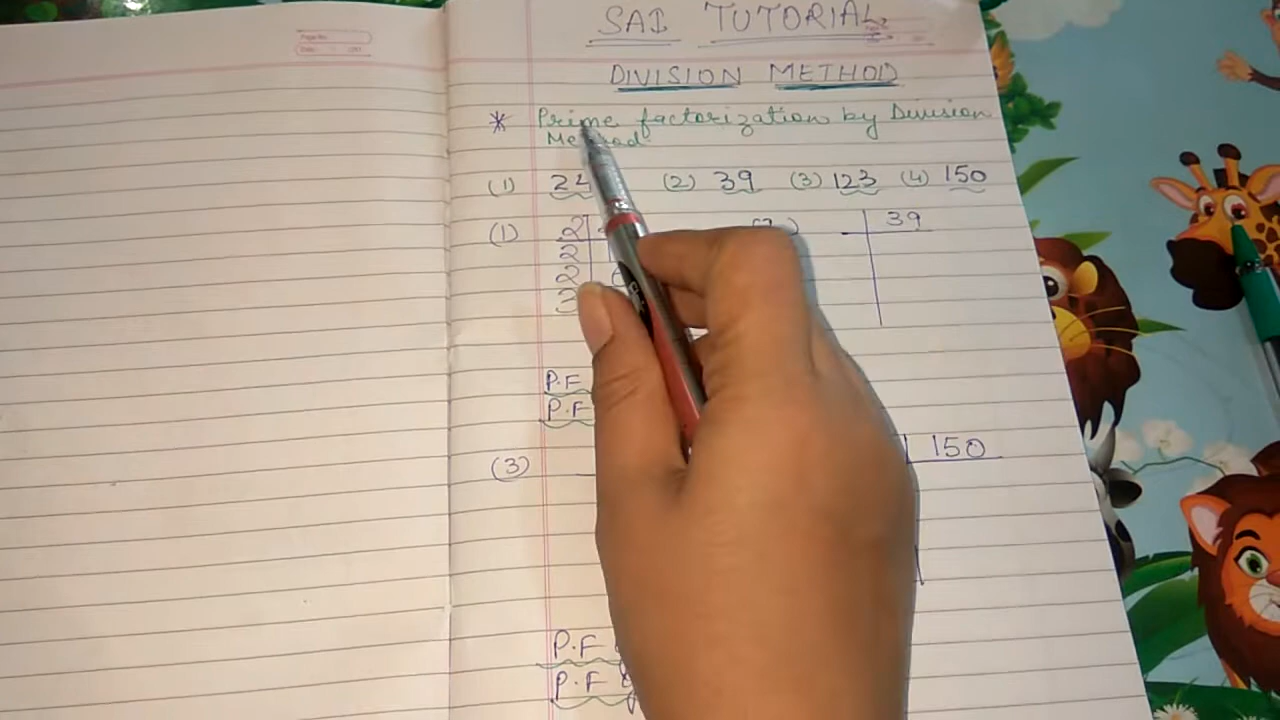 SAI TUTORIAL
DIVISION METHOD
* Prime factorization by Division
(1) 24 (2) 39 (3) 123 (4) 150
(1) 2
39
2
2
3
P.F
P.F
(3) 150
P.F
P.F